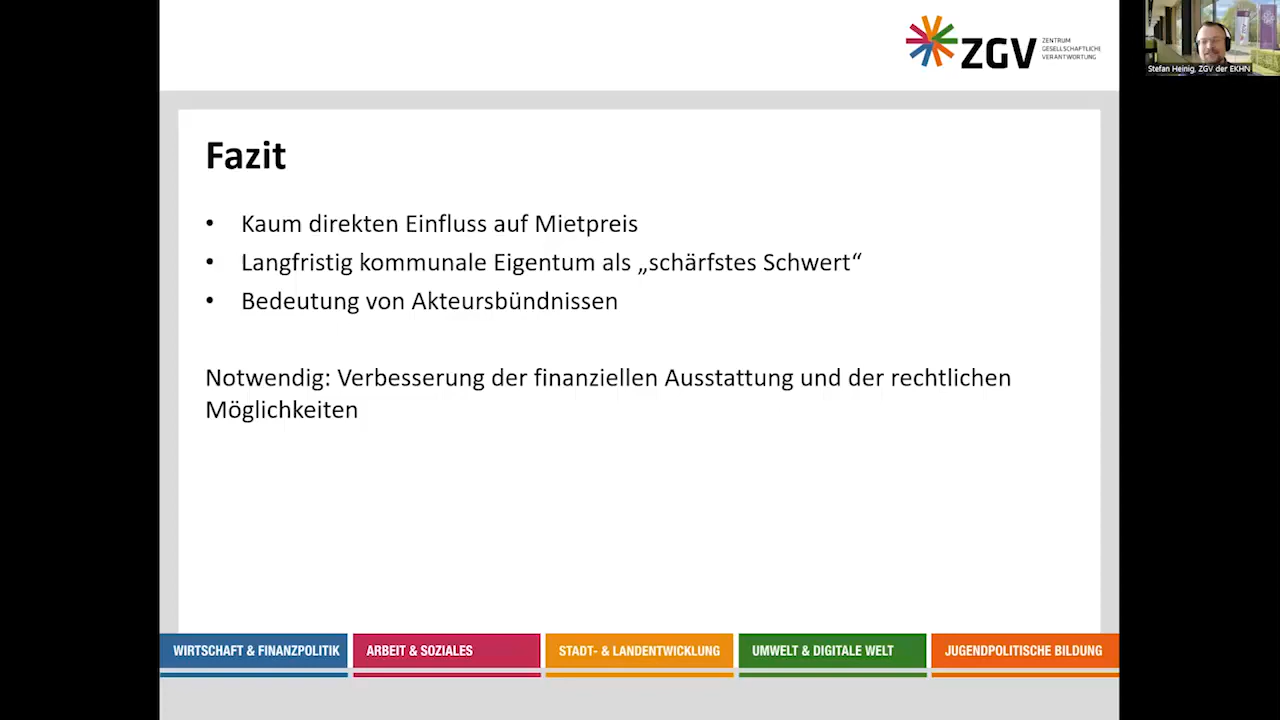 ZGV
ZENTRUM
GESELLSCHAFTLICHE
VERANTWORTUNG
Stefan Heinig, ZGV der EKHN
Fazit
• Kaum direkten Einfluss auf Mietpreis
• Langfristig kommunale Eigentum als „schärfstes Schwert“
• Bedeutung von Akteursbündnissen
Notwendig: Verbesserung der finanziellen Ausstattung und der rechtlichen
Möglichkeiten
WIRTSCHAFT & FINANZPOLITIK
ARBEIT & SOZIALES
STADT- & LANDENTWICKLUNG
UMWELT & DIGITALE WELT
JUGENDPOLITISCHE BILDUNG